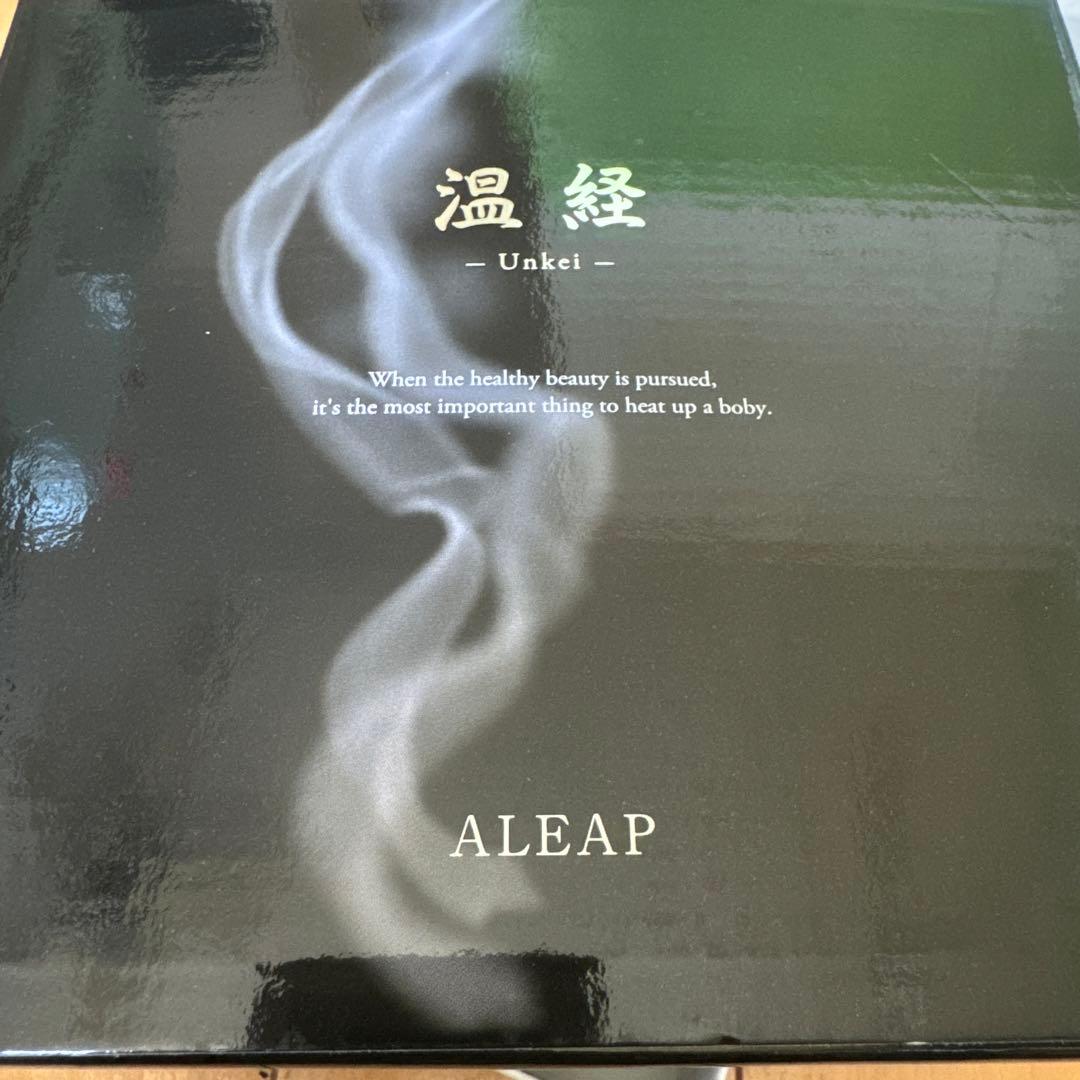 温 経
— Unkei —
When the healthy beauty is pursued,
it's the most important thing to heat up a boby.
ALEAP